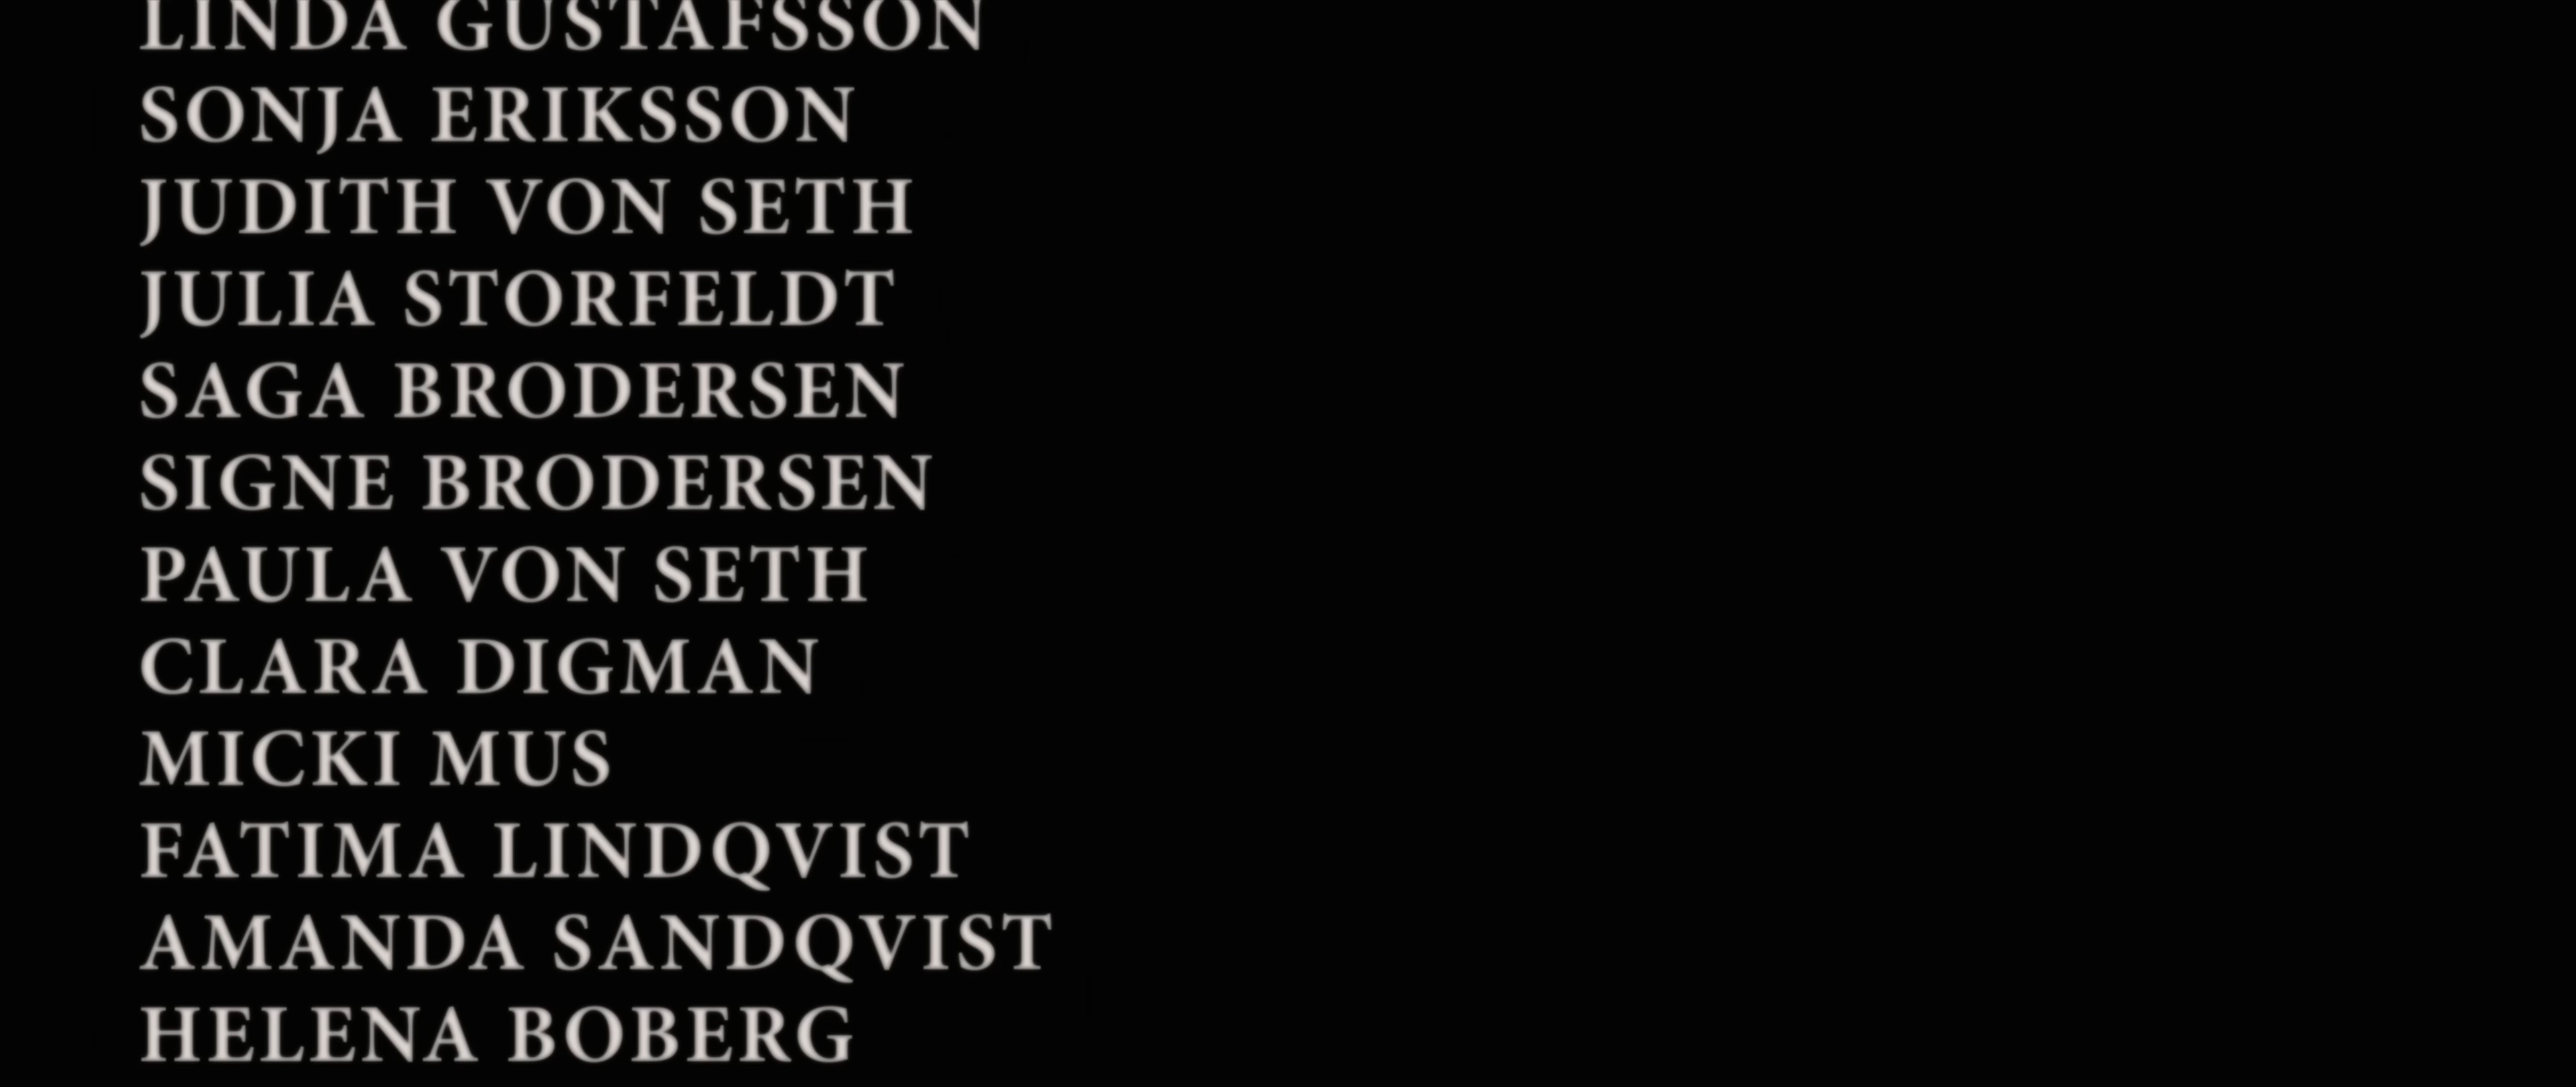 LINDA GUSTAFSSON
SONJA ERIKSSON
JUDITH VON SETH
JULIA STORFELDT
SAGA BRODERSEN
SIGNE BRODERSEN
PAULA VON SETH
CLARA DIGMAN
MICKI MUS
FATIMA LINDQVIST
AMANDA SANDQVIST
HELENA BOBERG